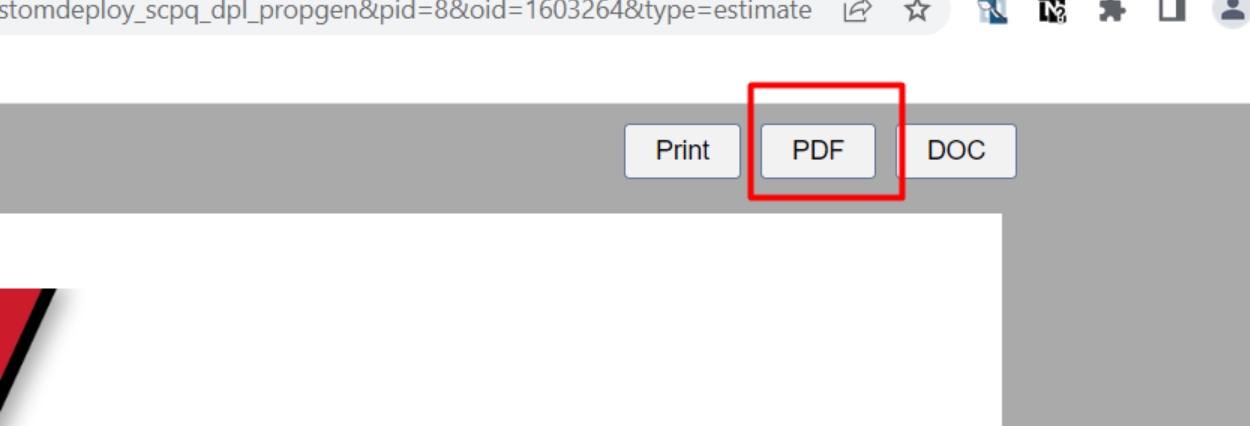 stomdeploy_scpq_dpl_propgen&pid=8&oid=1603264&type=estimate
Print PDF DOC